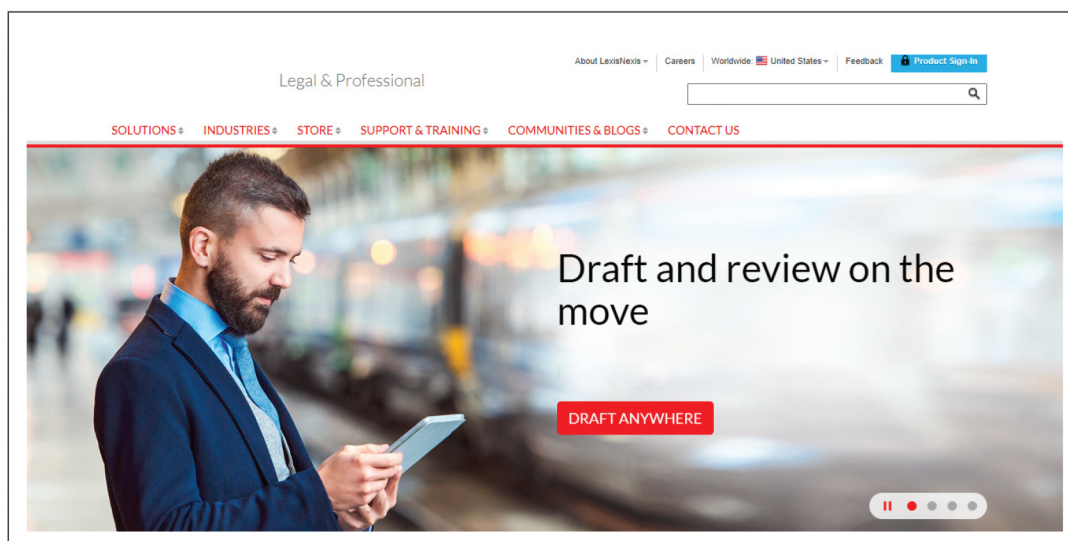 About LexisNexis
Careers
Worldwide: United States
Feedback
Product Sign-In
Legal & Professional
SOLUTIONS
INDUSTRIES
STORE
SUPPORT & TRAINING
COMMUNITIES & BLOGS
CONTACT US
Draft and review on the
move
DRAFT ANYWHERE